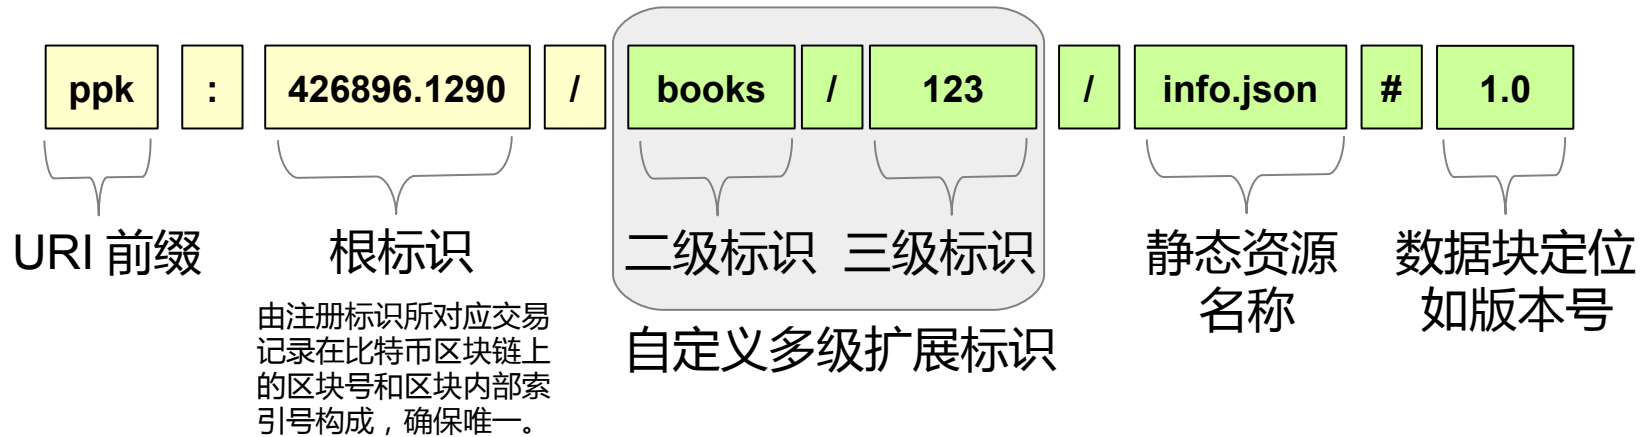 ppk : 426896.1290 / books / 123 / info.json # 1.0
URI 前缀 根标识 二级标识 三级标识 静态资源 数据块定位
名称 如版本号
由注册标识所对应交易
记录在比特币区块链上
的区块号和区块内部索
引号构成，确保唯一。
自定义多级扩展标识